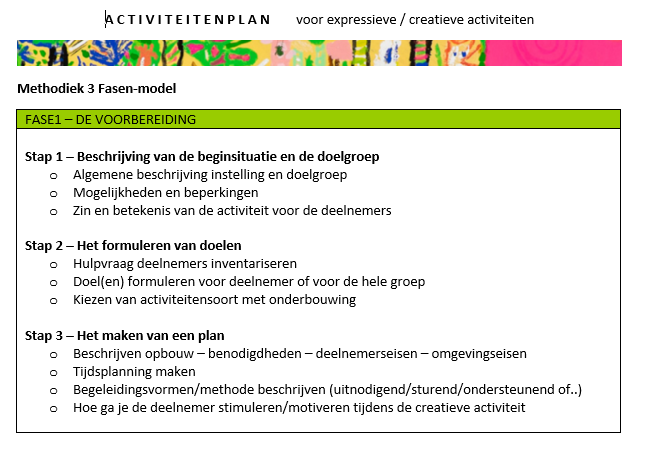 ACTIVITEITENPLAN voor expressieve / creatieve activiteiten
Methodiek 3 Fasen-model
FASE1 – DE VOORBEREIDING
Stap 1 – Beschrijving van de beginsituatie en de doelgroep
o Algemene beschrijving instelling en doelgroep
o Mogelijkheden en beperkingen
o Zin en betekenis van de activiteit voor de deelnemers
Stap 2 – Het formuleren van doelen
o Hulpvraag deelnemers inventariseren
o Doel(en) formuleren voor deelnemer of voor de hele groep
o Kiezen van activiteitensoort met onderbouwing
Stap 3 – Het maken van een plan
o Beschrijven opbouw – benodigdheden – deelnemerseisen – omgevingseisen
o Tijdsplanning maken
o Begeleidingsvormen/methode beschrijven (uitnodigend/sturend/ondersteunend of..)
o Hoe ga je de deelnemer stimuleren/motiveren tijdens de creatieve activiteit